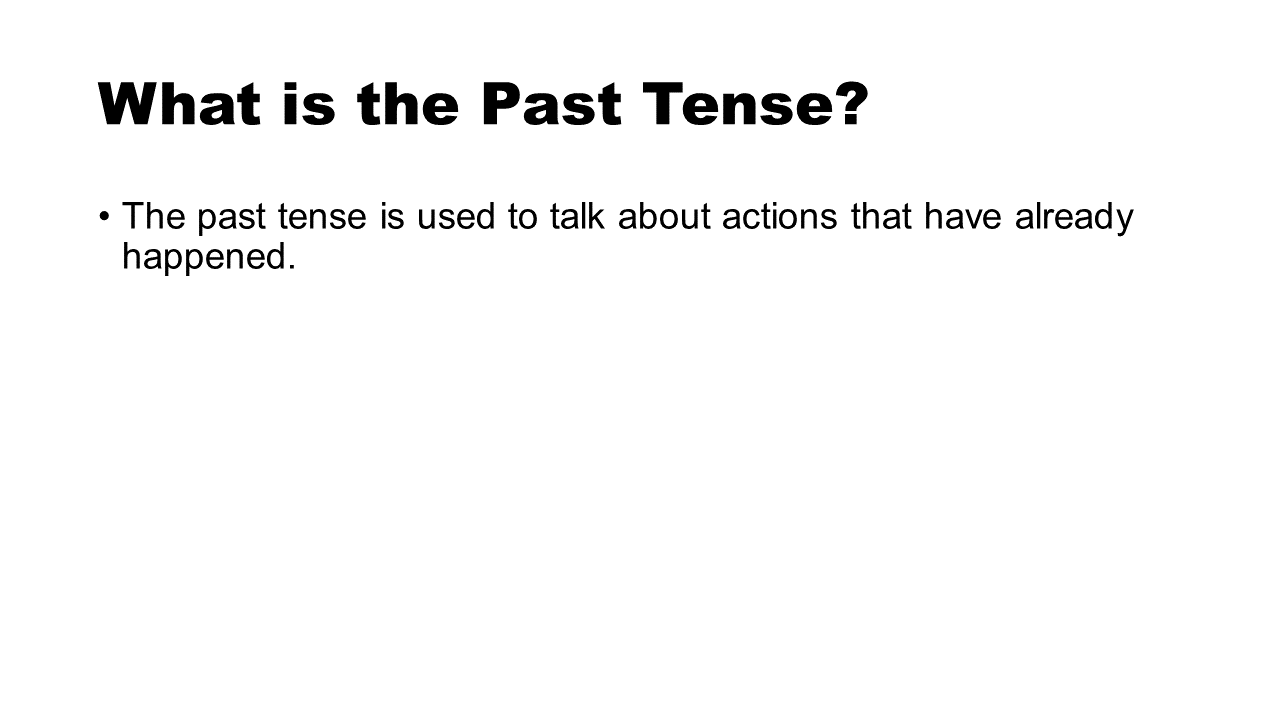 What is the Past Tense?
• The past tense is used to talk about actions that have already
happened.